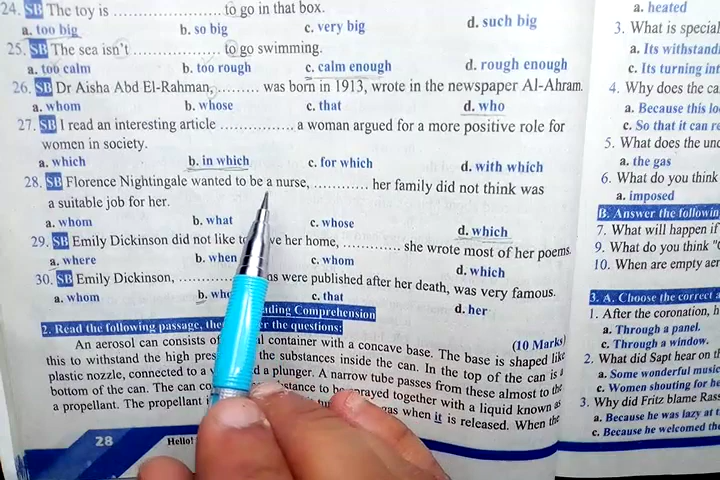 24. SB The toy is ................ to go in that box.
a. too big b. so big c. very big d. such big
25. SB The sea isn't ................ to go swimming.
a. too calm b. too rough c. calm enough d. rough enough
26. SB Dr Aisha Abd El-Rahman, ......... was born in 1913, wrote in the newspaper Al-Ahram.
a. whom b. whose c. that d. who
27. SB I read an interesting article .............. a woman argued for a more positive role for
women in society.
a. which b. in which c. for which d. with which
28. SB Florence Nightingale wanted to be a nurse, ............ her family did not think was
a suitable job for her.
a. whom b. what c. whose d. which
29. SB Emily Dickinson did not like her home, ............ she wrote most of her poems.
a. where b. when c. whom d. which
30. SB Emily Dickinson, were published after her death, was very famous.
a. whom b. c. that d. her
Comprehension
2. Read the following passage, the questions:
(10 Marks)
An aerosol can consists of container with a concave base. The base is shaped like
this to withstand the high the substances inside the can. In the top of the can is a
plastic nozzle, connected to a a plunger. A narrow tube passes from these almost to the
bottom of the can. The can together with a liquid known as
a propellant. The propellant gas when it is released. When the
28
Hello!
a. heated
3. What is special
a. Its withstand
c. Its turning int
4. Why does the ca
a. Because this lo
c. So that it can re
5. What does the und
a. the gas
6. What do you think
a. imposed
B. Answer the followin
7. What will happen if
9. What do you think "
10. When are empty aer
3. A. Choose the correct a
1. After the coronation, h
a. Through a panel.
c. Through a window.
2. What did Sapt hear on th
a. Some wonderful music
c. Women shouting for he
3. Why did Fritz blame Rass
a. Because he was lazy at t
c. Because he welcomed the